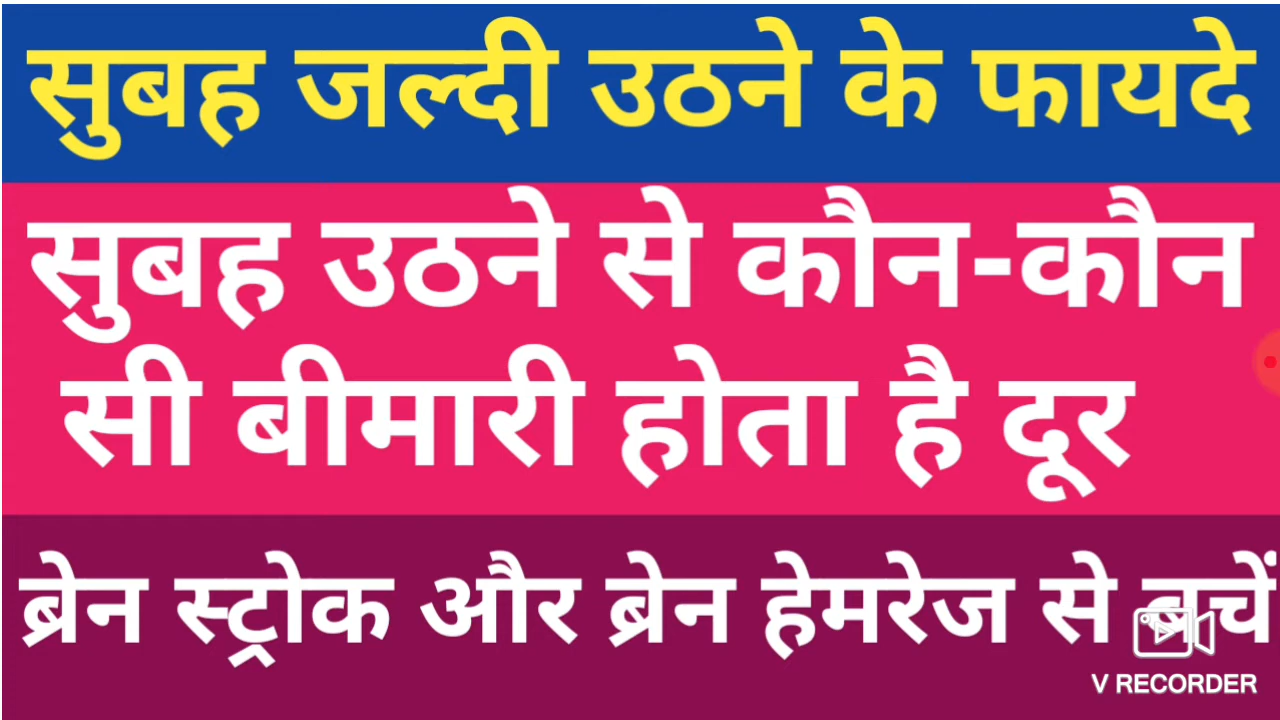 सुबह जल्दी उठने के फायदे
सुबह उठने से कौन-कौन
सी बीमारी होता है दूर
ब्रेन स्ट्रोक और ब्रेन हेमरेज से बचें
V RECORDER